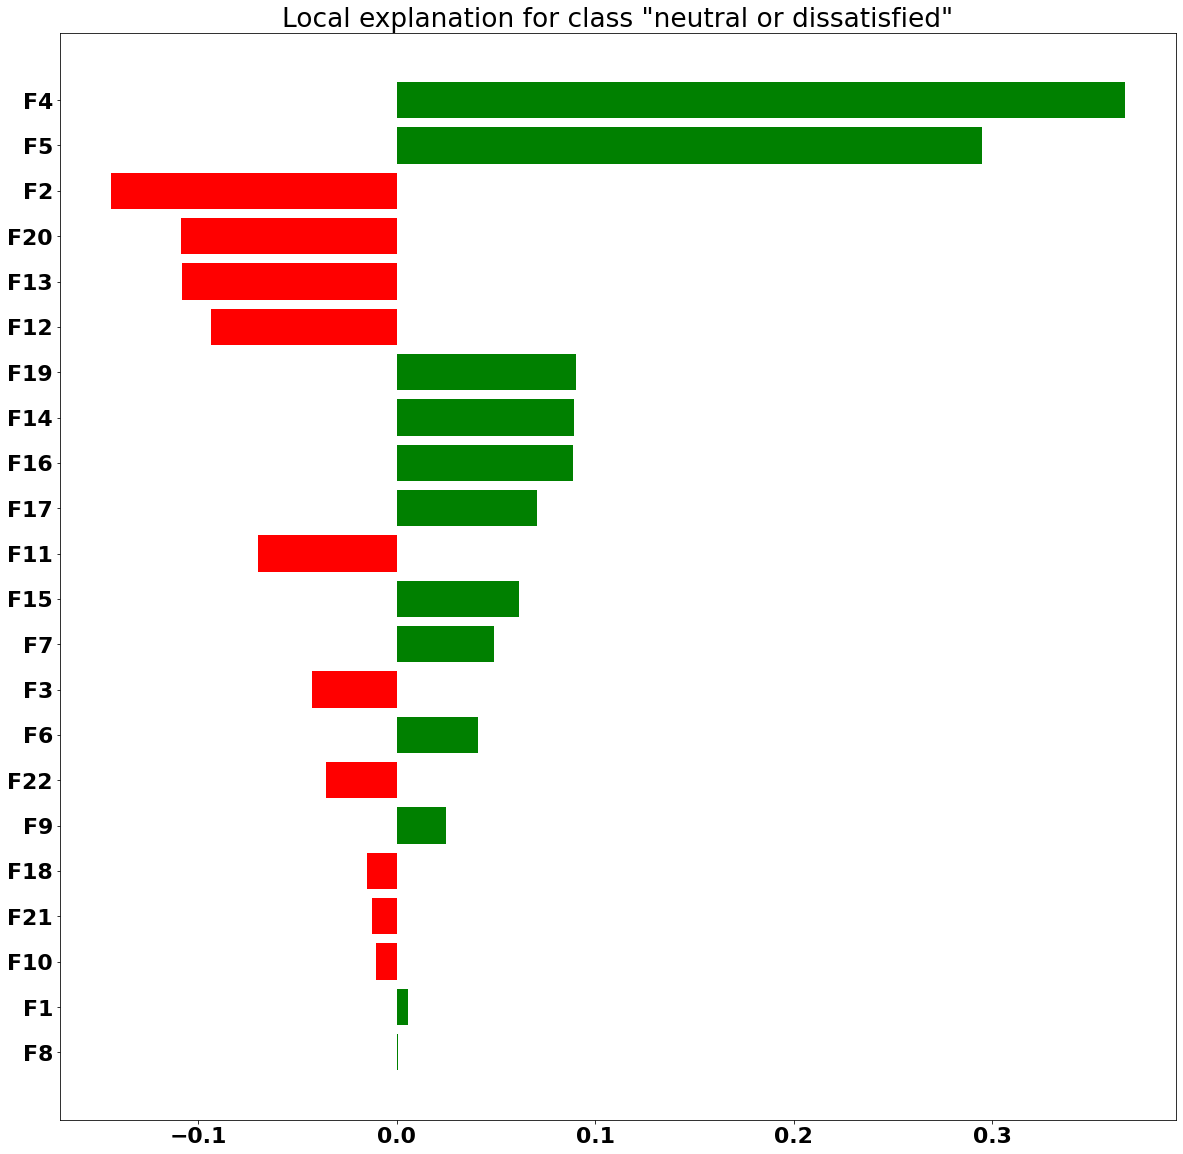 Local explanation for class "neutral or dissatisfied"
F4
F5
F2
F20
F13
F12
F19
F14
F16
F17
F11
F15
F7
F3
F6
F22
F9
F18
F21
F10
F1
F8
−0.1 0.0 0.1 0.2 0.3